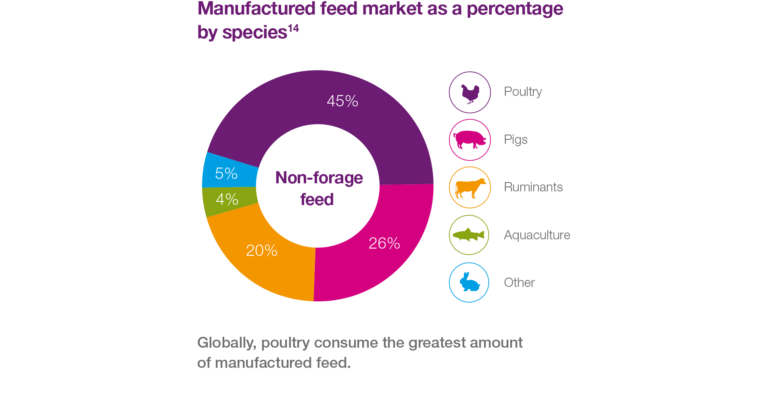 Manufactured feed market as a percentage
by species¹⁴
45%
Poultry
Pigs
5%
Non-forage
feed
Ruminants
4%
Aquaculture
26%
20%
Other
Globally, poultry consume the greatest amount
of manufactured feed.